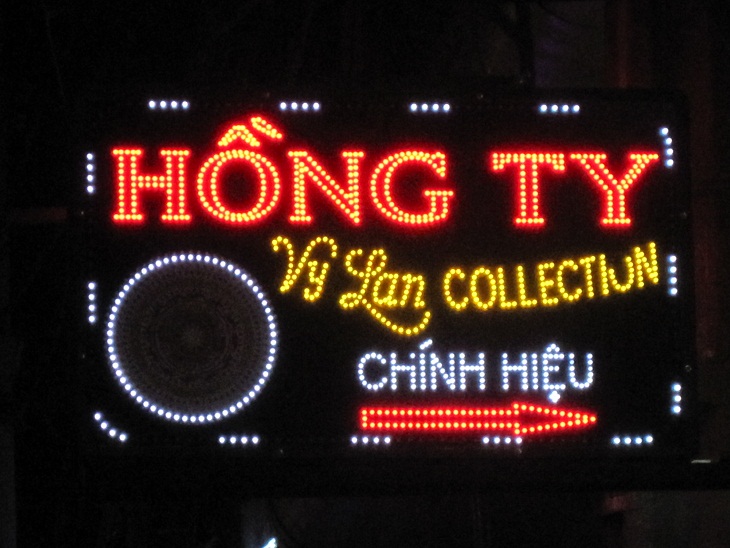 HỒNG TY
Vy Lan COLLECTION
CHÍNH HIỆU